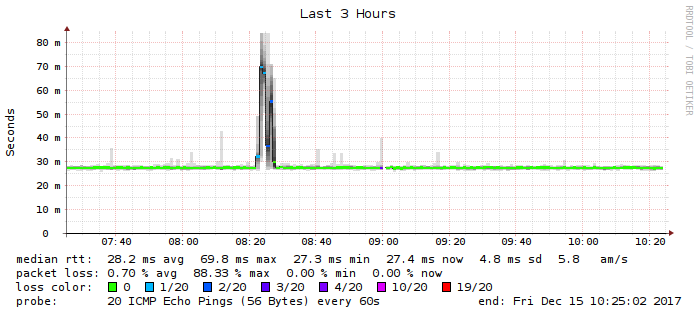 Last 3 Hours
RRDTOOL / TOBI OETIKER
Seconds
80 m
70 m
60 m
50 m
40 m
30 m
20 m
10 m
0
07:40 08:00 08:20 08:40 09:00 09:20 09:40 10:00 10:20
median rtt: 28.2 ms avg 69.8 ms max 27.3 ms min 27.4 ms now 4.8 ms sd 5.8 am/s
packet loss: 0.70 % avg 88.33 % max 0.00 % min 0.00 % now
loss color: 0 1/20 2/20 3/20 4/20 10/20 19/20
probe: 20 ICMP Echo Pings (56 Bytes) every 60s end: Fri Dec 15 10:25:02 2017